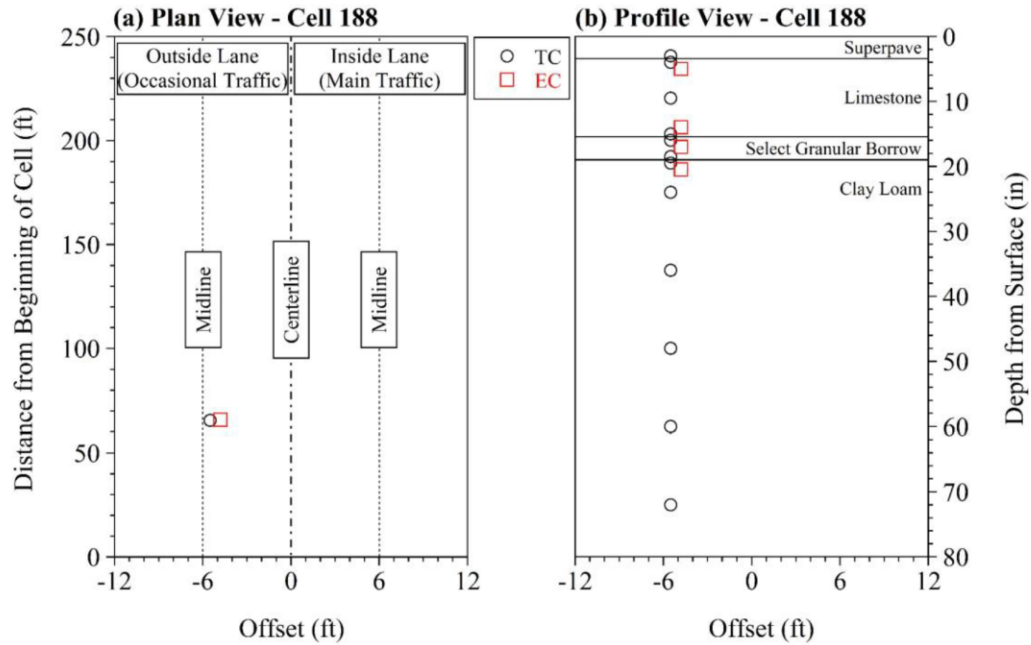 (a) Plan View - Cell 188
250
200
150
100
50
0
Distance from Beginning of Cell (ft)
Outside Lane
(Occasional Traffic)
Inside Lane
(Main Traffic)
Midline
Centerline
Midline
-12
-6
0
6
12
Offset (ft)
TC
EC
(b) Profile View - Cell 188
Superpave
Limestone
Select Granular Borrow
Clay Loam
0
10
20
30
40
50
60
70
80
Depth from Surface (in)
-12
-6
0
6
12
Offset (ft)